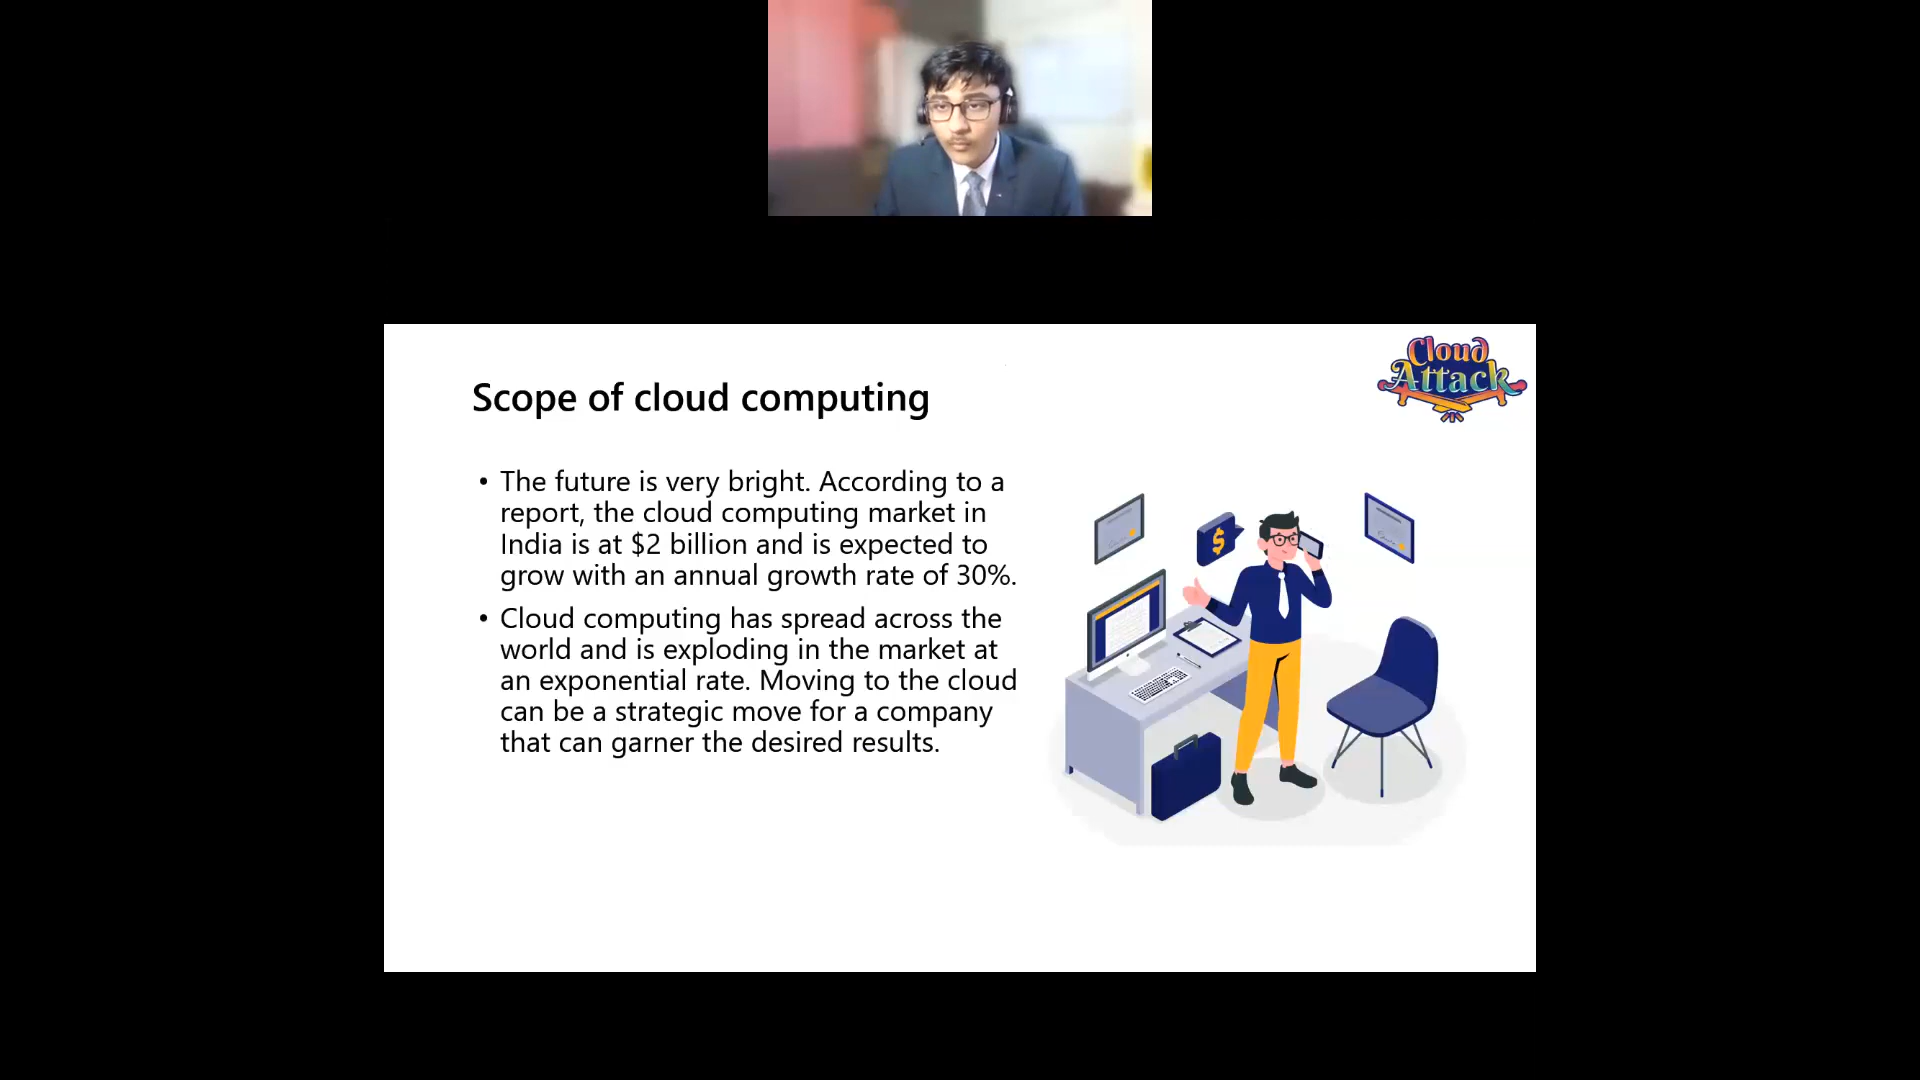 Cloud
Attack
Scope of cloud computing
• The future is very bright. According to a
report, the cloud computing market in
India is at $2 billion and is expected to
grow with an annual growth rate of 30%.
• Cloud computing has spread across the
world and is exploding in the market at
an exponential rate. Moving to the cloud
can be a strategic move for a company
that can garner the desired results.
$